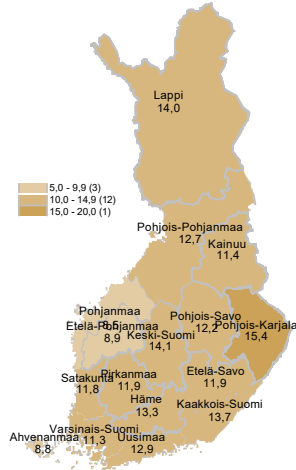 Lappi
14,0
5,0 - 9,9 (3)
10,0 - 14,9 (12)
15,0 - 20,0 (1)
Pohjois-Pohjanmaa
12,7
Kainuu
11,4
Pohjanmaa
8,5
Etelä-Pohjanmaa
8,9
Keski-Suomi
14,1
Pohjois-Savo
12,2
Pohjois-Karjala
15,4
Satakunta
11,8
Pirkanmaa
11,9
Etelä-Savo
11,9
Häme
13,3
Kaakkois-Suomi
13,7
Varsinais-Suomi
11,3
Ahvenanmaa
8,8
Uusimaa
12,9